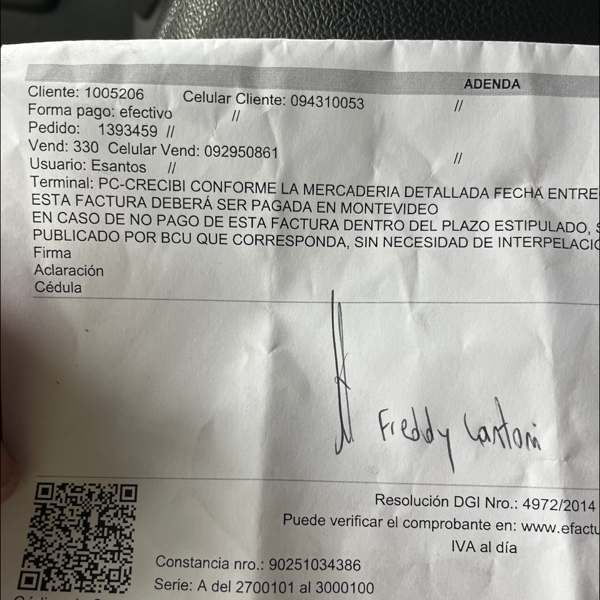 ADENDA
Cliente: 1005206 Celular Cliente: 094310053 //
Forma pago: efectivo //
Pedido: 1393459 //
Vend: 330 Celular Vend: 092950861 //
Usuario: Esantos //
Terminal: PC-CRECIBI CONFORME LA MERCADERIA DETALLADA FECHA ENTRE
ESTA FACTURA DEBERÁ SER PAGADA EN MONTEVIDEO
EN CASO DE NO PAGO DE ESTA FACTURA DENTRO DEL PLAZO ESTIPULADO, S
PUBLICADO POR BCU QUE CORRESPONDA, SIN NECESIDAD DE INTERPELACIÓ
Firma
Aclaración
Cédula
Freddy
Resolución DGI Nro.: 4972/2014
Puede verificar el comprobante en: www.efactu
IVA al día
Constancia nro.: 90251034386
Serie: A del 2700101 al 3000100